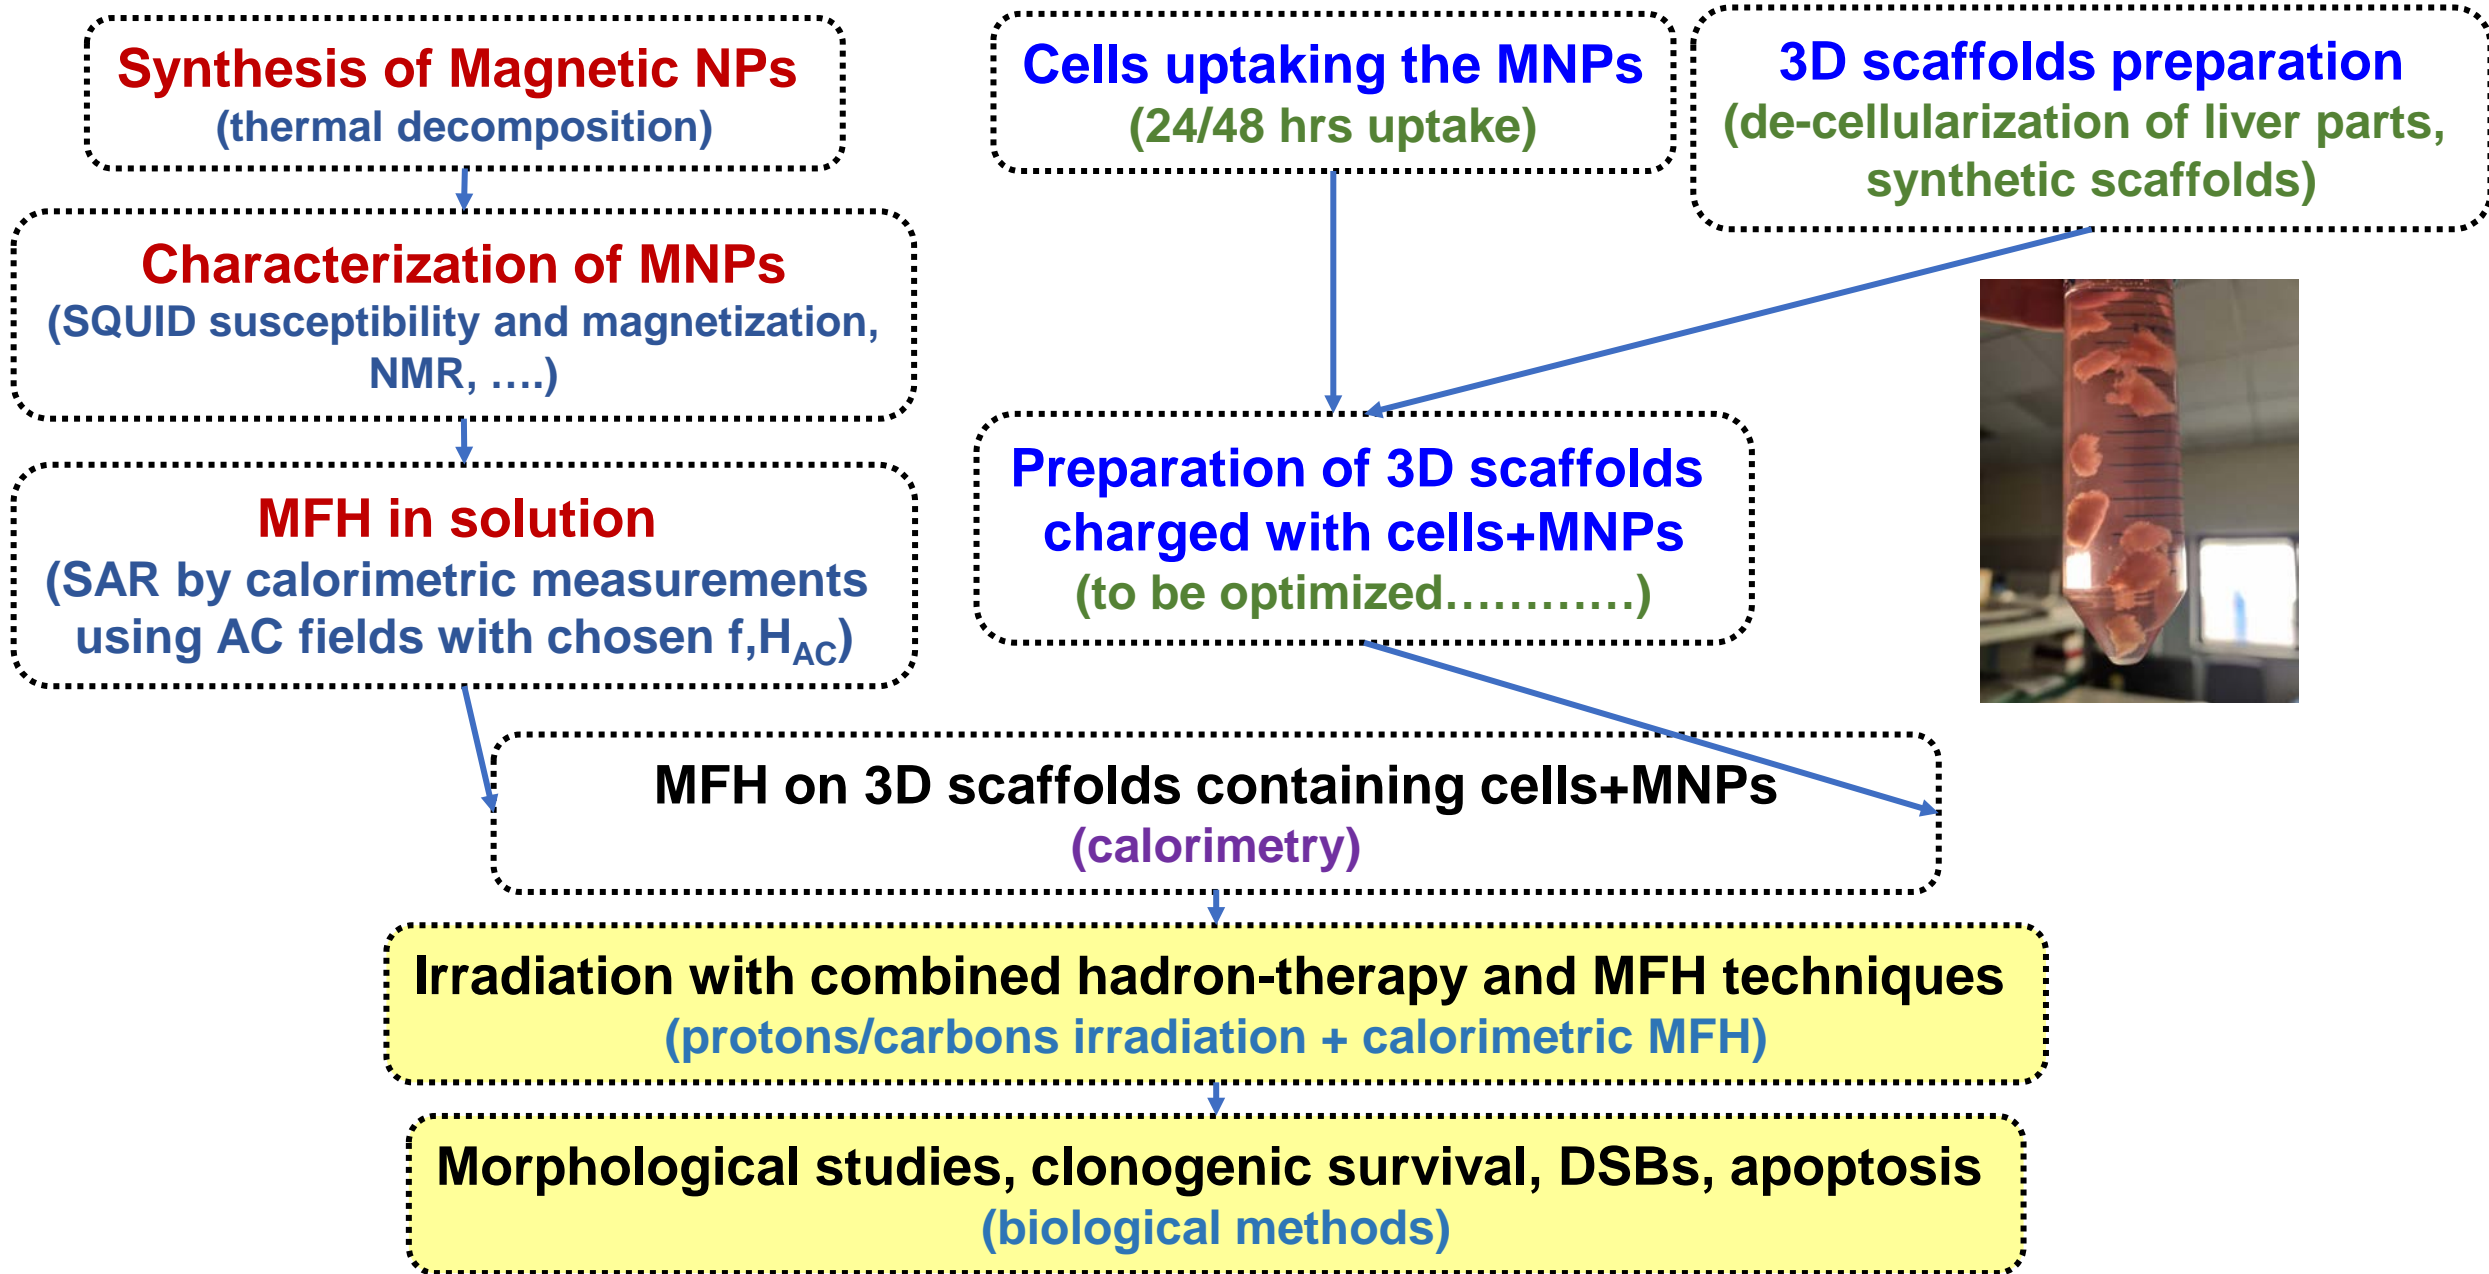 Synthesis of Magnetic NPs
(thermal decomposition)
Characterization of MNPs
(SQUID susceptibility and magnetization,
NMR, ….)
MFH in solution
(SAR by calorimetric measurements
using AC fields with chosen f,H_AC)
Cells uptaking the MNPs
(24/48 hrs uptake)
3D scaffolds preparation
(de-cellularization of liver parts,
synthetic scaffolds)
Preparation of 3D scaffolds
charged with cells+MNPs
(to be optimized…………)
MFH on 3D scaffolds containing cells+MNPs
(calorimetry)
Irradiation with combined hadron-therapy and MFH techniques
(protons/carbons irradiation + calorimetric MFH)
Morphological studies, clonogenic survival, DSBs, apoptosis
(biological methods)